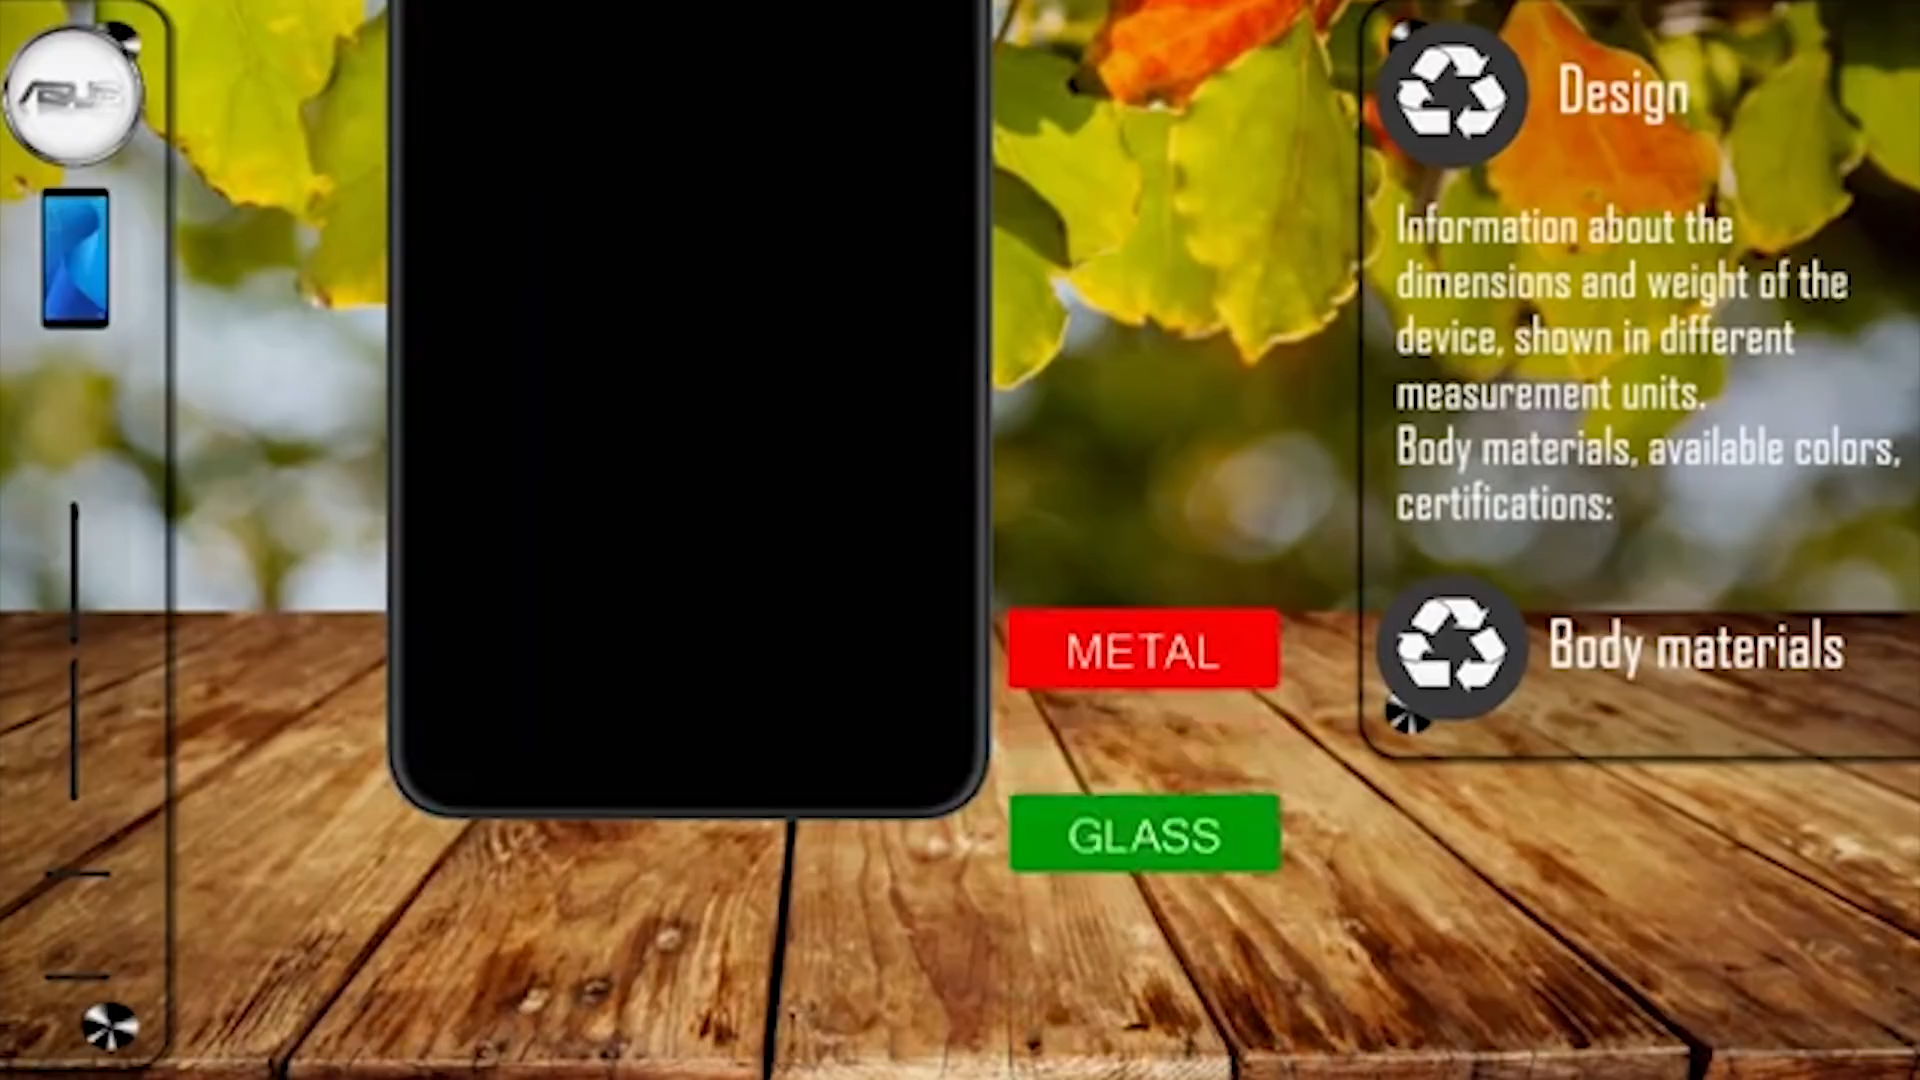 ASUS
Design
Information about the
dimensions and weight of the
device, shown in different
measurement units.
Body materials, available colors,
certifications:
METAL
Body materials
GLASS